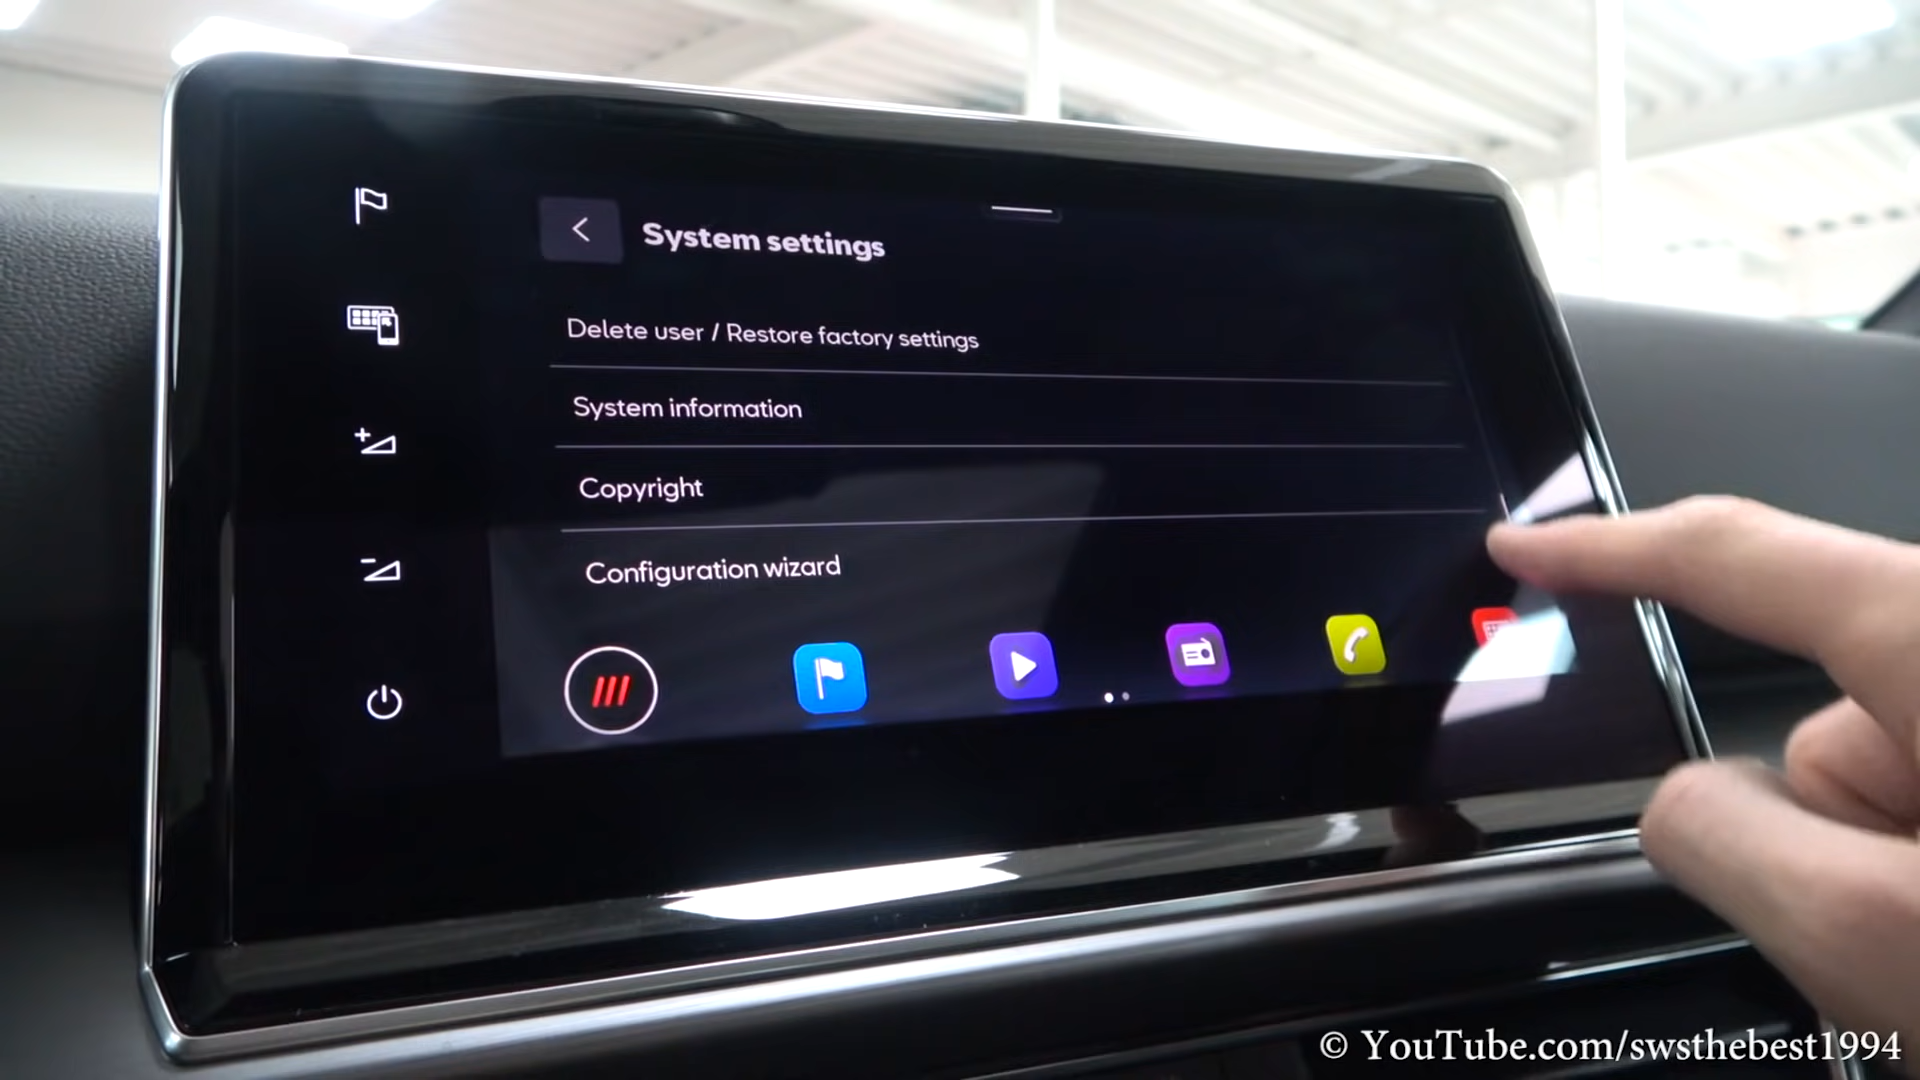 System settings
Delete user / Restore factory settings
System information
Copyright
Configuration wizard
© YouTube.com/swsthebest1994